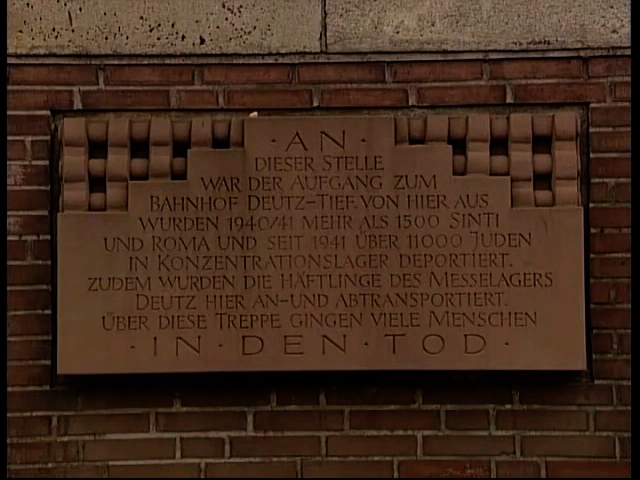 · AN ·
DIESER STELLE
WAR DER AUFGANG ZUM
BAHNHOF DEUTZ-TIEF. VON HIER AUS
WURDEN 1940/41 MEHR ALS 1500 SINTI
UND ROMA UND SEIT 1941 ÜBER 11000 JUDEN
IN KONZENTRATIONSLAGER DEPORTIERT.
ZUDEM WURDEN DIE HÄFTLINGE DES MESSELAGERS
DEUTZ HIER AN-UND ABTRANSPORTIERT.
ÜBER DIESE TREPPE GINGEN VIELE MENSCHEN
· IN · DEN · TOD ·